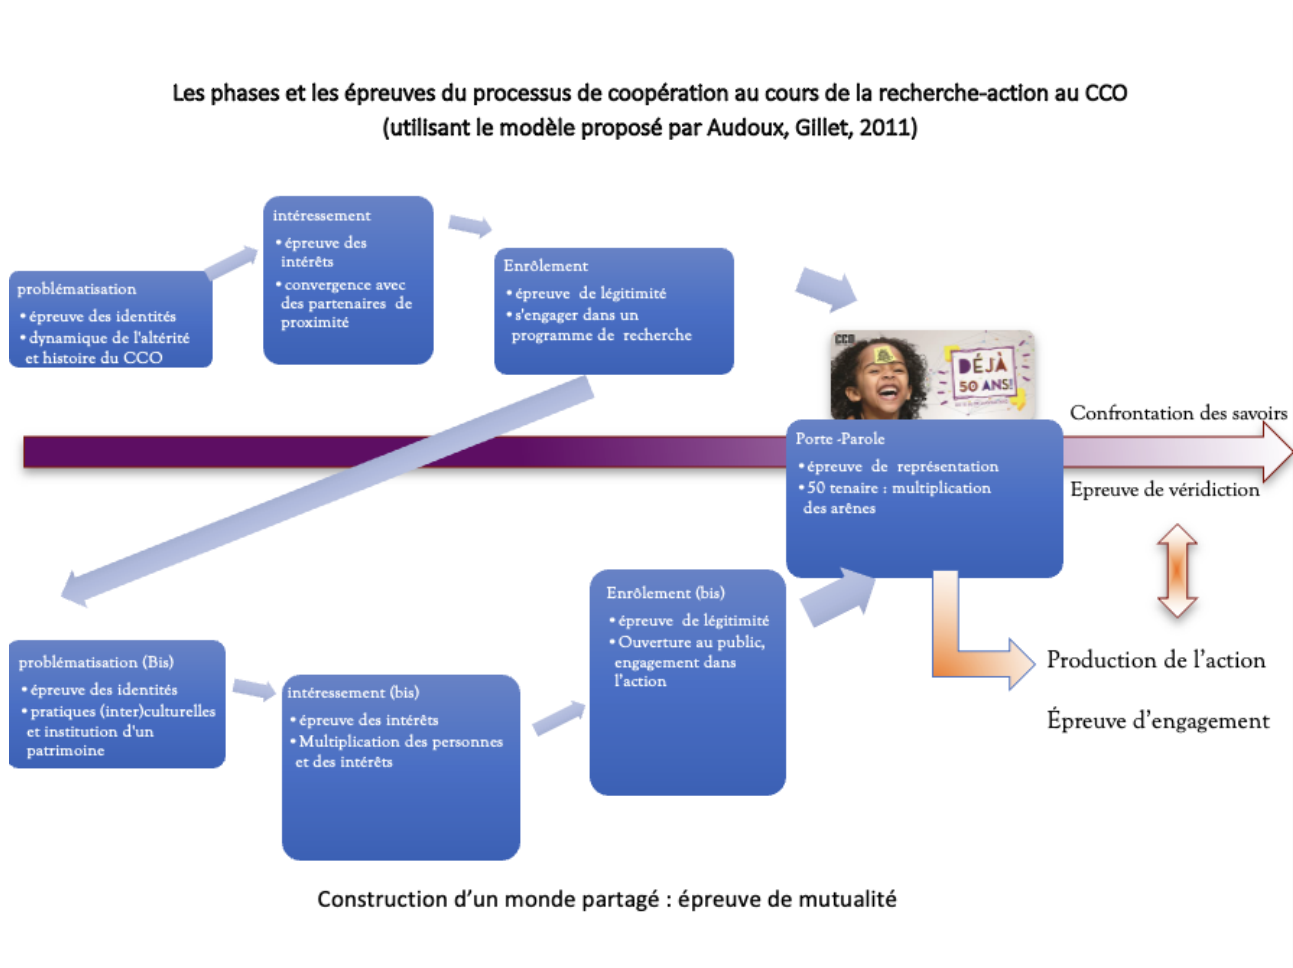 Les phases et les épreuves du processus de coopération au cours de la recherche-action au CCO
(utilisant le modèle proposé par Audoux, Gillet, 2011)
problématisation
• épreuve des identités
• dynamique de l'altérité
et histoire du CCO
intéressement
• épreuve des
intérêts
• convergence avec
des partenaires de
proximité
Enrôlement
• épreuve de légitimité
• s'engager dans un
programme de recherche
CCO
DÉJÀ
50 ANS!
Porte -Parole
• épreuve de représentation
• 50 tenaire : multiplication
des arênes
Confrontation des savoirs
Epreuve de véridiction
problématisation (Bis)
• épreuve des identités
• pratiques (inter)culturelles
et institution d'un
patrimoine
intéressement (bis)
• épreuve des intérêts
• Multiplication des personnes
et des intérêts
Enrôlement (bis)
• épreuve de légitimité
• Ouverture au public,
engagement dans
l'action
Production de l'action
Épreuve d'engagement
Construction d'un monde partagé : épreuve de mutualité